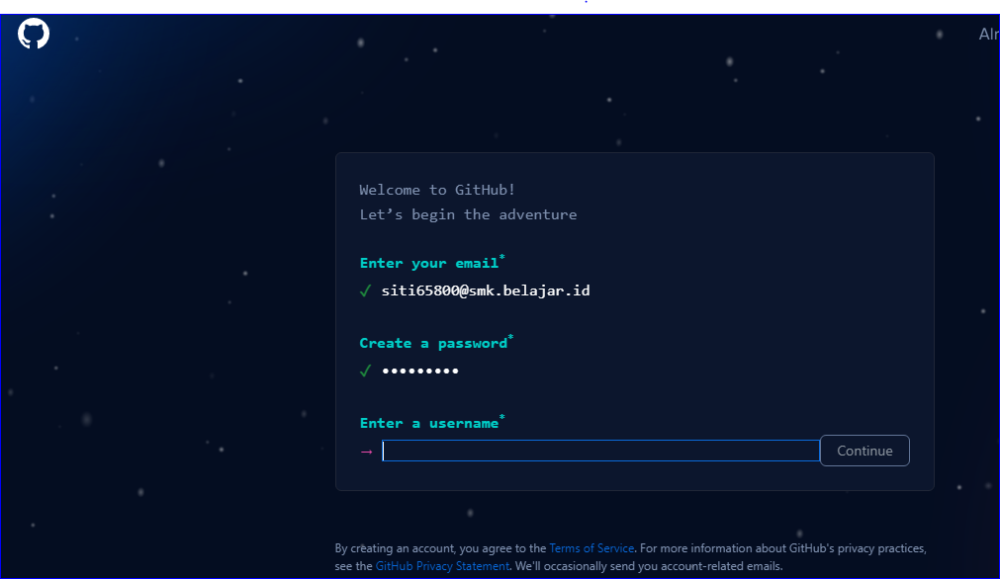 Welcome to GitHub!
Let's begin the adventure
Enter your email*
✓ siti65800@smk.belajar.id
Create a password*
✓ •••••••••
Enter a username*
→
Continue
By creating an account, you agree to the Terms of Service. For more information about GitHub's privacy practices,
see the GitHub Privacy Statement. We'll occasionally send you account-related emails.